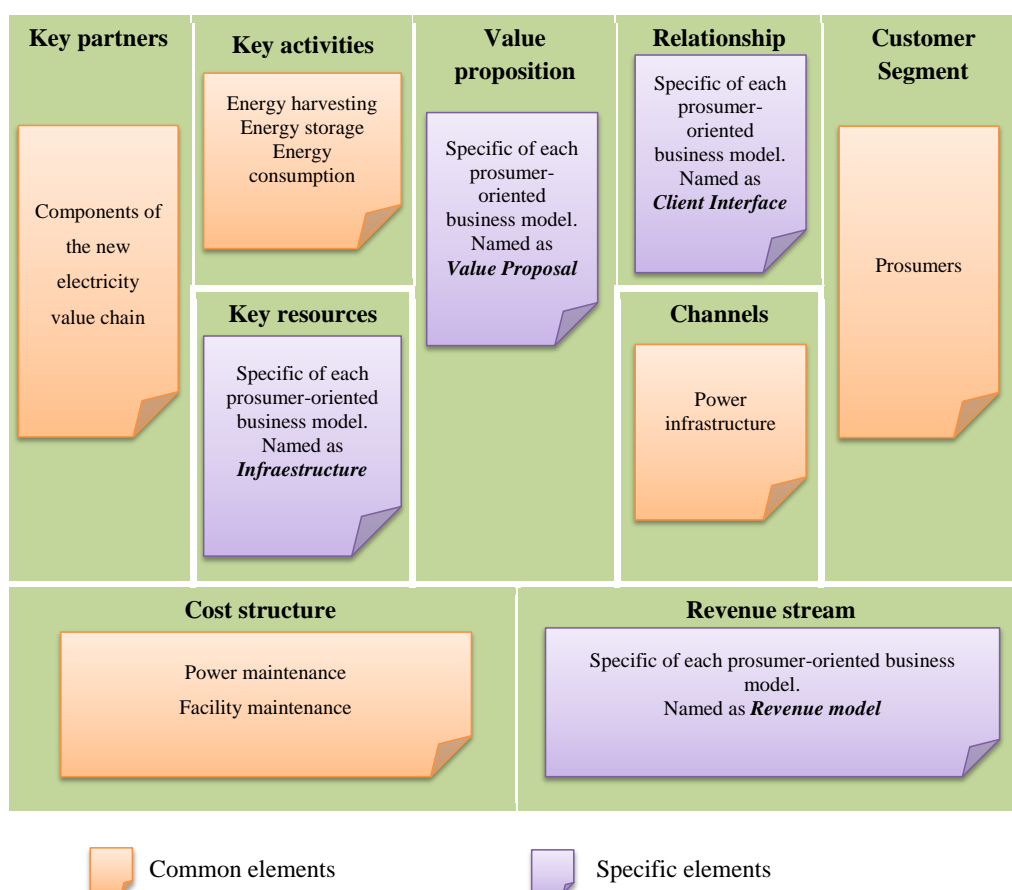 Key partners
Components of
the new
electricity
value chain
Key activities
Energy harvesting
Energy storage
Energy
consumption
Key resources
Specific of each
prosumer-oriented
business model.
Named as
Infraestructure
Value
proposition
Specific of each
prosumer-
oriented
business model.
Named as
Value Proposal
Relationship
Specific of each
prosumer-
oriented
business model.
Named as
Client Interface
Channels
Power
infrastructure
Customer
Segment
Prosumers
Cost structure
Power maintenance
Facility maintenance
Revenue stream
Specific of each prosumer-oriented business
model.
Named as Revenue model
Common elements
Specific elements